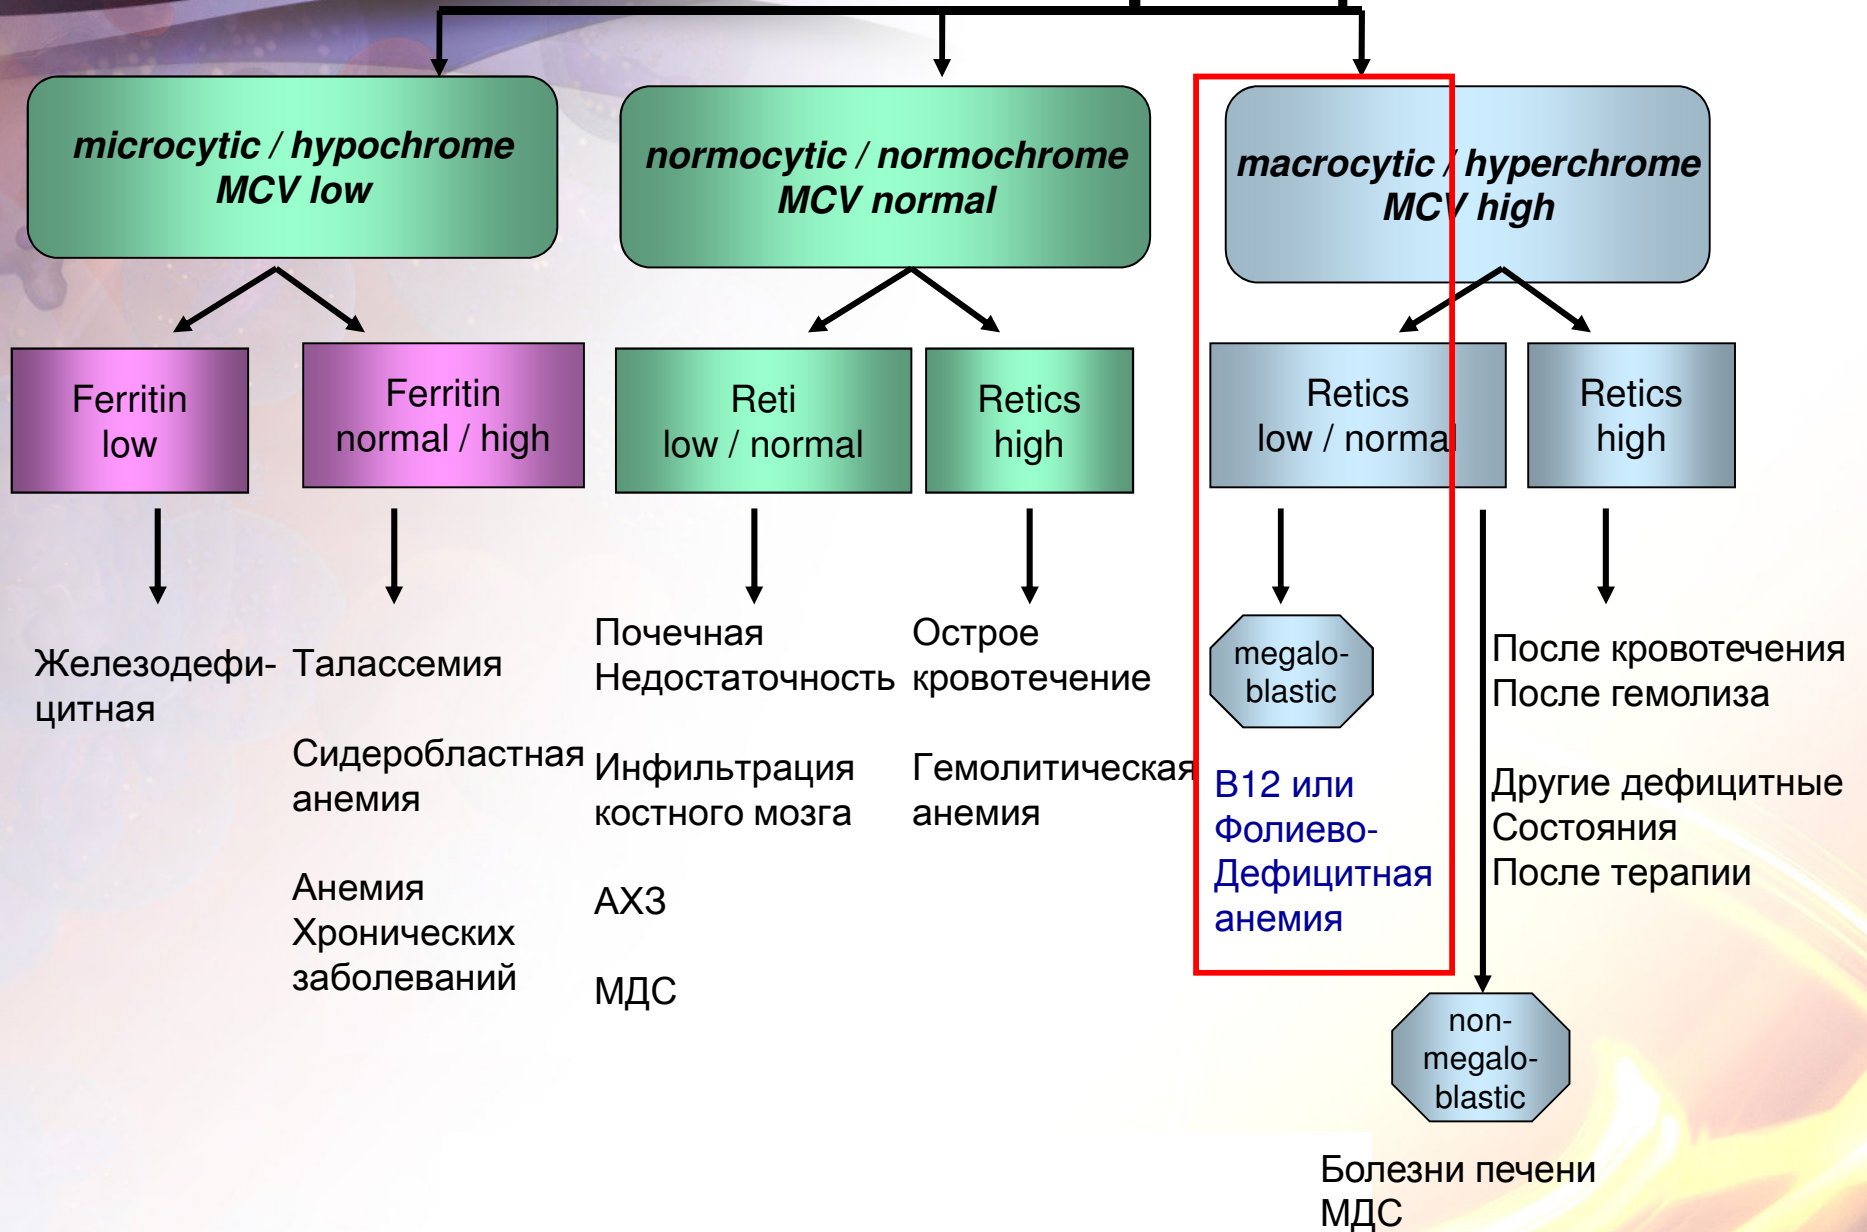 microcytic / hypochrome
MCV low
normocytic / normochrome
MCV normal
macrocytic / hyperchrome
MCV high
Ferritin
low
Ferritin
normal / high
Reti
low / normal
Retics
high
Retics
low / normal
Retics
high
Железодефи-
цитная
Талассемия
Сидеробластная
анемия
Анемия
Хронических
заболеваний
Почечная
Недостаточность
Инфильтрация
костного мозга
АХЗ
МДС
Острое
кровотечение
Гемолитическая
анемия
megalo-
blastic
В12 или
Фолиево-
Дефицитная
анемия
После кровотечения
После гемолиза
Другие дефицитные
Состояния
После терапии
non-
megalo-
blastic
Болезни печени
МДС